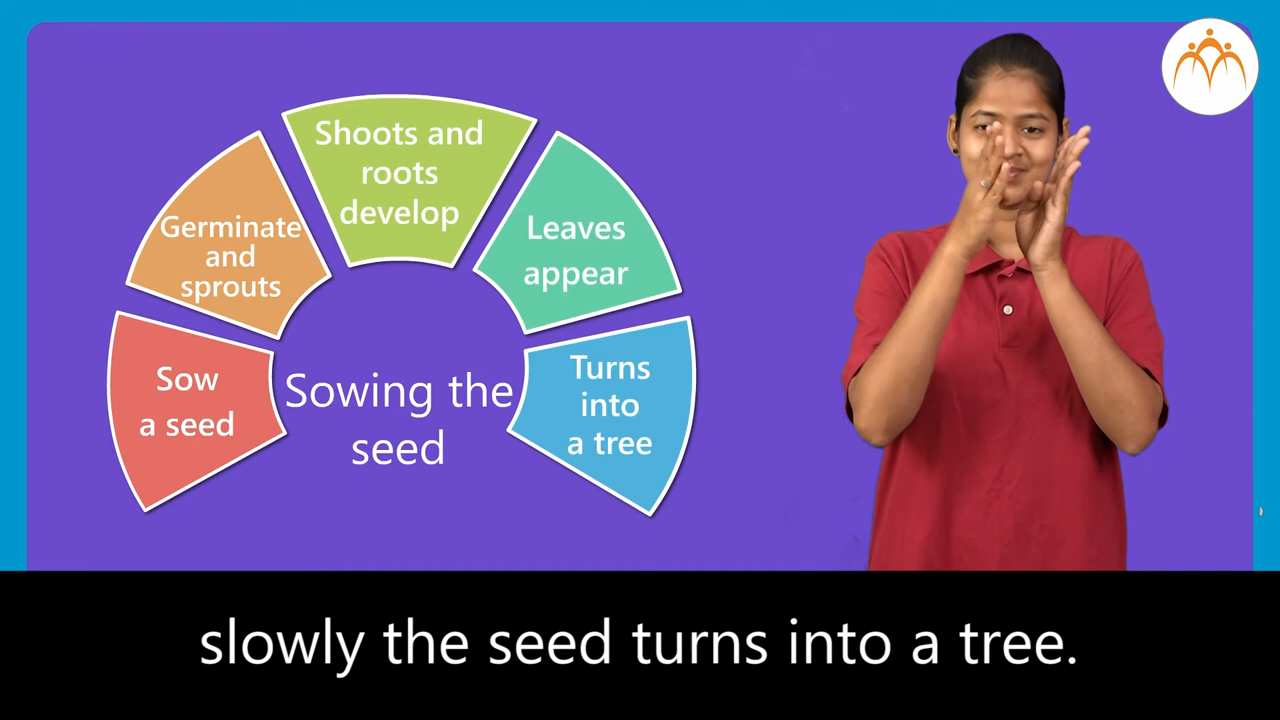 Sow
a seed
Germinate
and
sprouts
Shoots and
roots
develop
Leaves
appear
Turns
into
a tree
Sowing the
seed
slowly the seed turns into a tree.